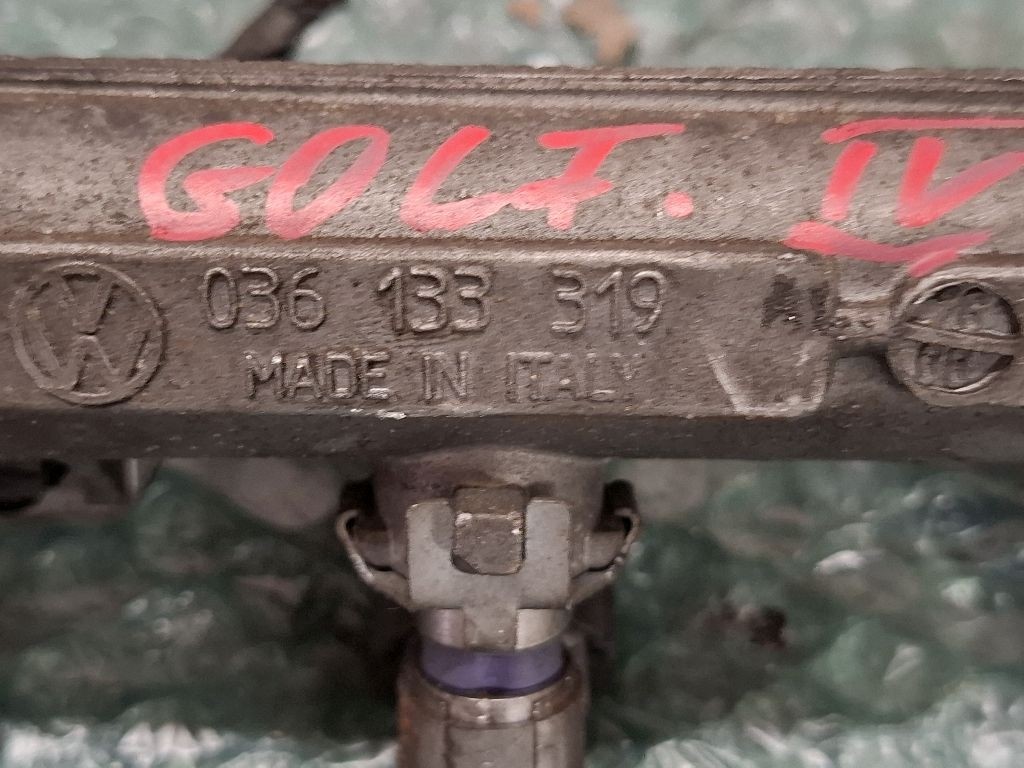 GOLF. IV
036 133 319
MADE IN ITALY